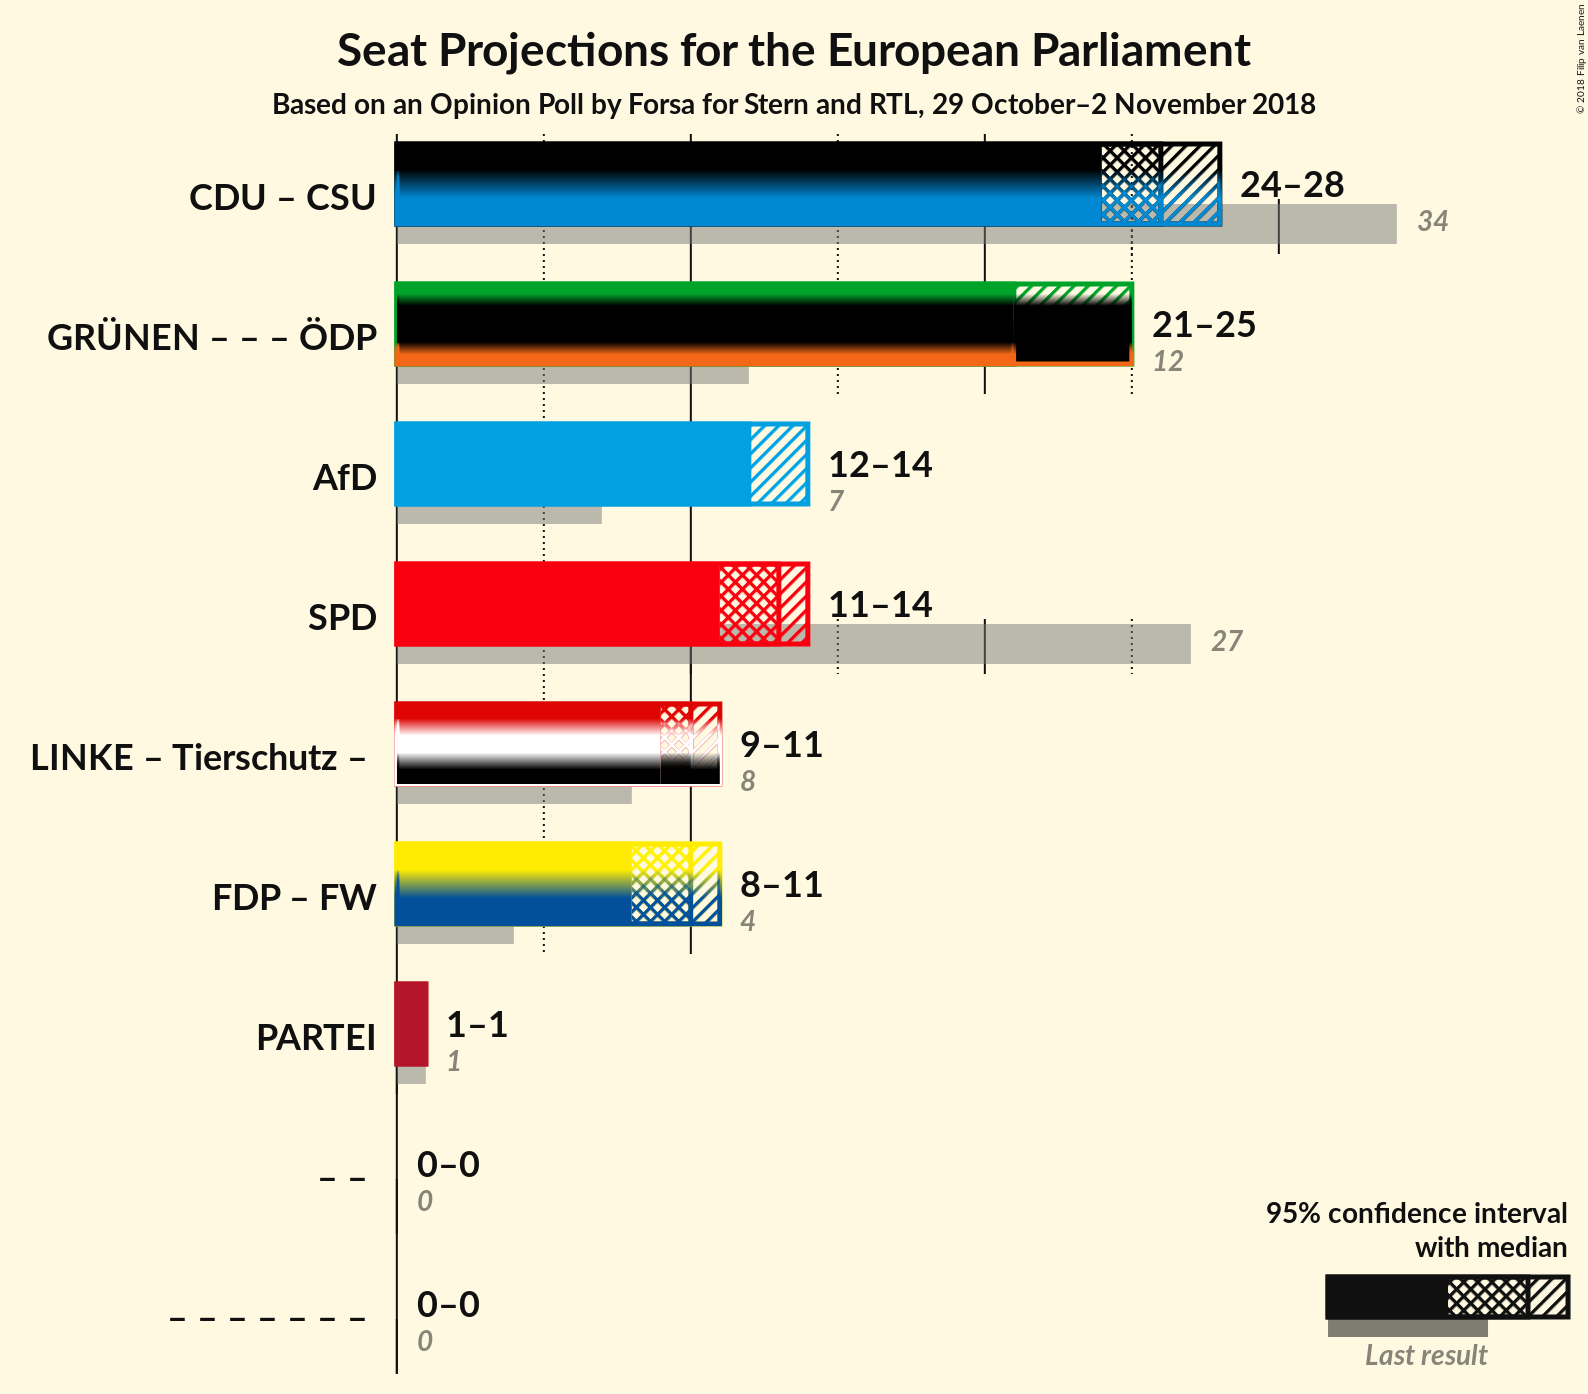 Seat Projections for the European Parliament
Based on an Opinion Poll by Forsa for Stern and RTL, 29 October–2 November 2018
© 2018 Filip van Laenen
CDU – CSU
24–28
34
GRÜNEN – – – ÖDP
21–25
12
AfD
12–14
7
SPD
11–14
27
LINKE – Tierschutz –
9–11
8
FDP – FW
8–11
4
PARTEI
1–1
1
– –
0–0
0
– – – – – – –
0–0
0
95% confidence interval
with median
Last result